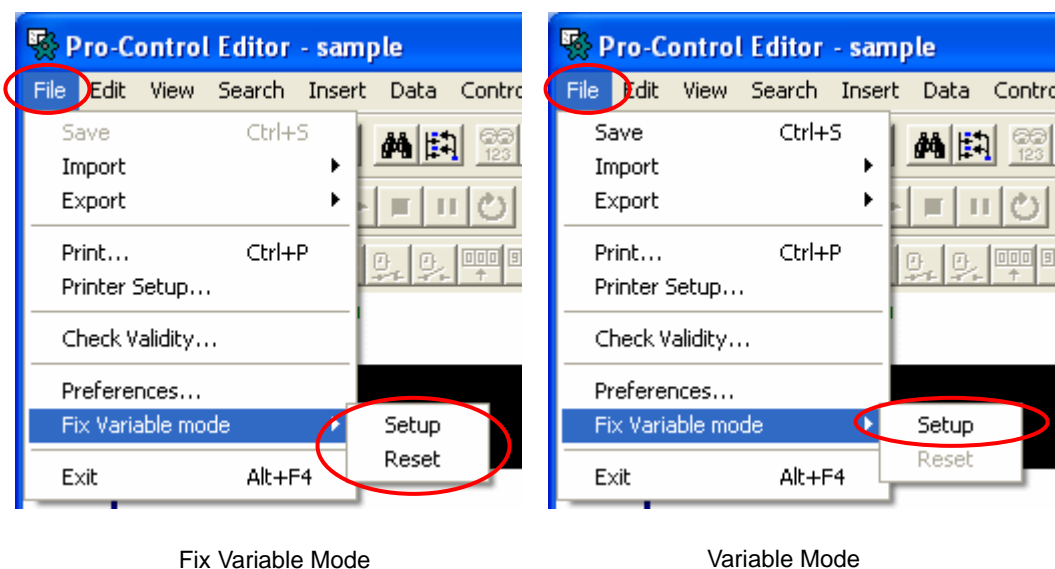 Pro-Control Editor - sample
File Edit View Search Insert Data Contro
Save Ctrl+S
Import
Export
Print... Ctrl+P
Printer Setup...
Check Validity...
Preferences...
Fix Variable mode
Setup
Reset
Exit Alt+F4
123
Fix Variable Mode
Pro-Control Editor - sample
File Edit View Search Insert Data Contro
Save Ctrl+S
Import
Export
Print... Ctrl+P
Printer Setup...
Check Validity...
Preferences...
Fix Variable mode
Setup
Reset
Exit Alt+F4
123
Variable Mode